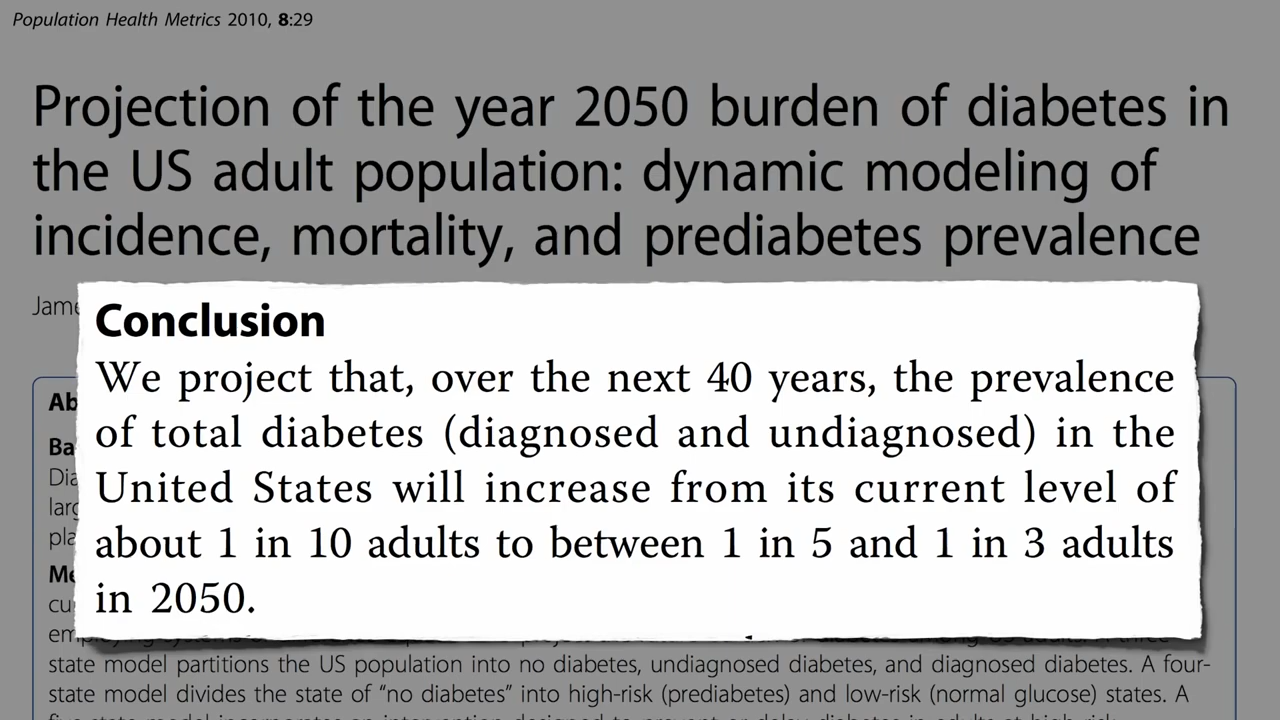 Population Health Metrics 2010, 8:29
Projection of the year 2050 burden of diabetes in
the US adult population: dynamic modeling of
incidence, mortality, and prediabetes prevalence
Conclusion
We project that, over the next 40 years, the prevalence
of total diabetes (diagnosed and undiagnosed) in the
United States will increase from its current level of
about 1 in 10 adults to between 1 in 5 and 1 in 3 adults
in 2050.
state model partitions the US population into no diabetes, undiagnosed diabetes, and diagnosed diabetes. A four-
state model divides the state of “no diabetes” into high-risk (prediabetes) and low-risk (normal glucose) states. A